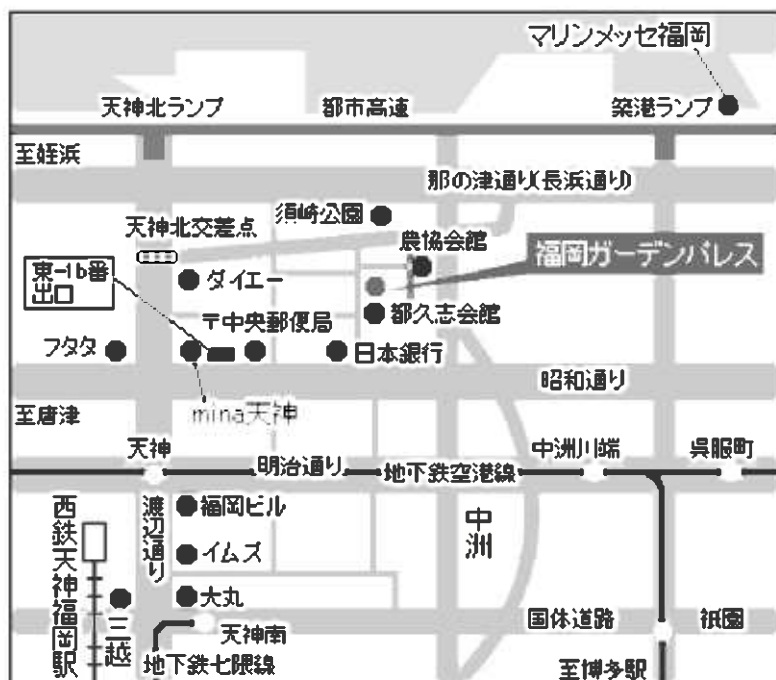 マリンメッセ福岡
天神北ランプ
都市高速
築港ランプ
至姪浜
那の津通り(長浜通り)
須崎公園
天神北交差点
農協会館
福岡ガーデンパレス
東-1b番
出口
ダイエー
都久志会館
〒中央郵便局
フタタ
日本銀行
昭和通り
mina天神
至唐津
天神
明治通り
地下鉄空港線
中洲川端
呉服町
西鉄天神福岡駅
渡辺通り
福岡ビル
中洲
イムズ
大丸
三越
天神南
国体道路
祇園
地下鉄七隈線
至博多駅